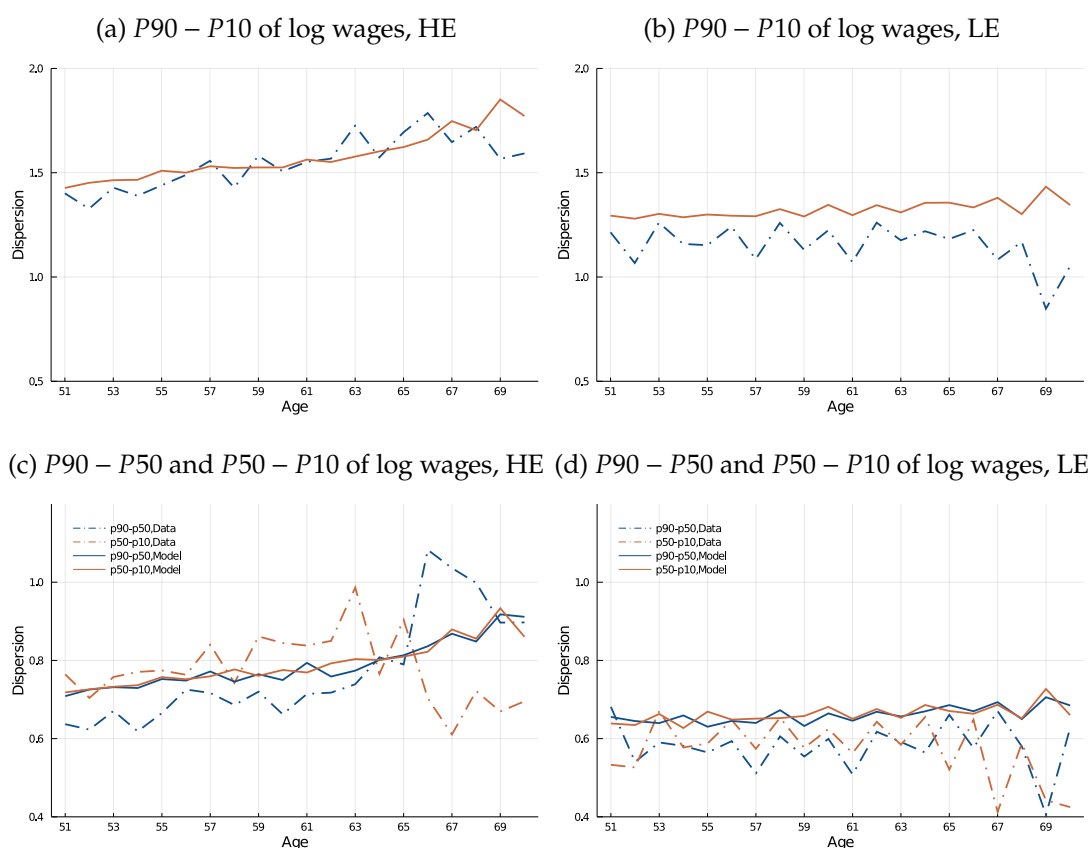 (a) P90 – P10 of log wages, HE
(b) P90 – P10 of log wages, LE
2.0
1.5
1.0
0.5
Dispersion
51 53 55 57 59 61 63 65 67 69
Age
2.0
1.5
1.0
0.5
Dispersion
51 53 55 57 59 61 63 65 67 69
Age
(c) P90 – P50 and P50 – P10 of log wages, HE
(d) P90 – P50 and P50 – P10 of log wages, LE
p90-p50,Data
p50-p10,Data
p90-p50,Model
p50-p10,Model
1.0
0.8
0.6
0.4
Dispersion
51 53 55 57 59 61 63 65 67 69
Age
p90-p50,Data
p50-p10,Data
p90-p50,Model
p50-p10,Model
1.0
0.8
0.6
0.4
Dispersion
51 53 55 57 59 61 63 65 67 69
Age